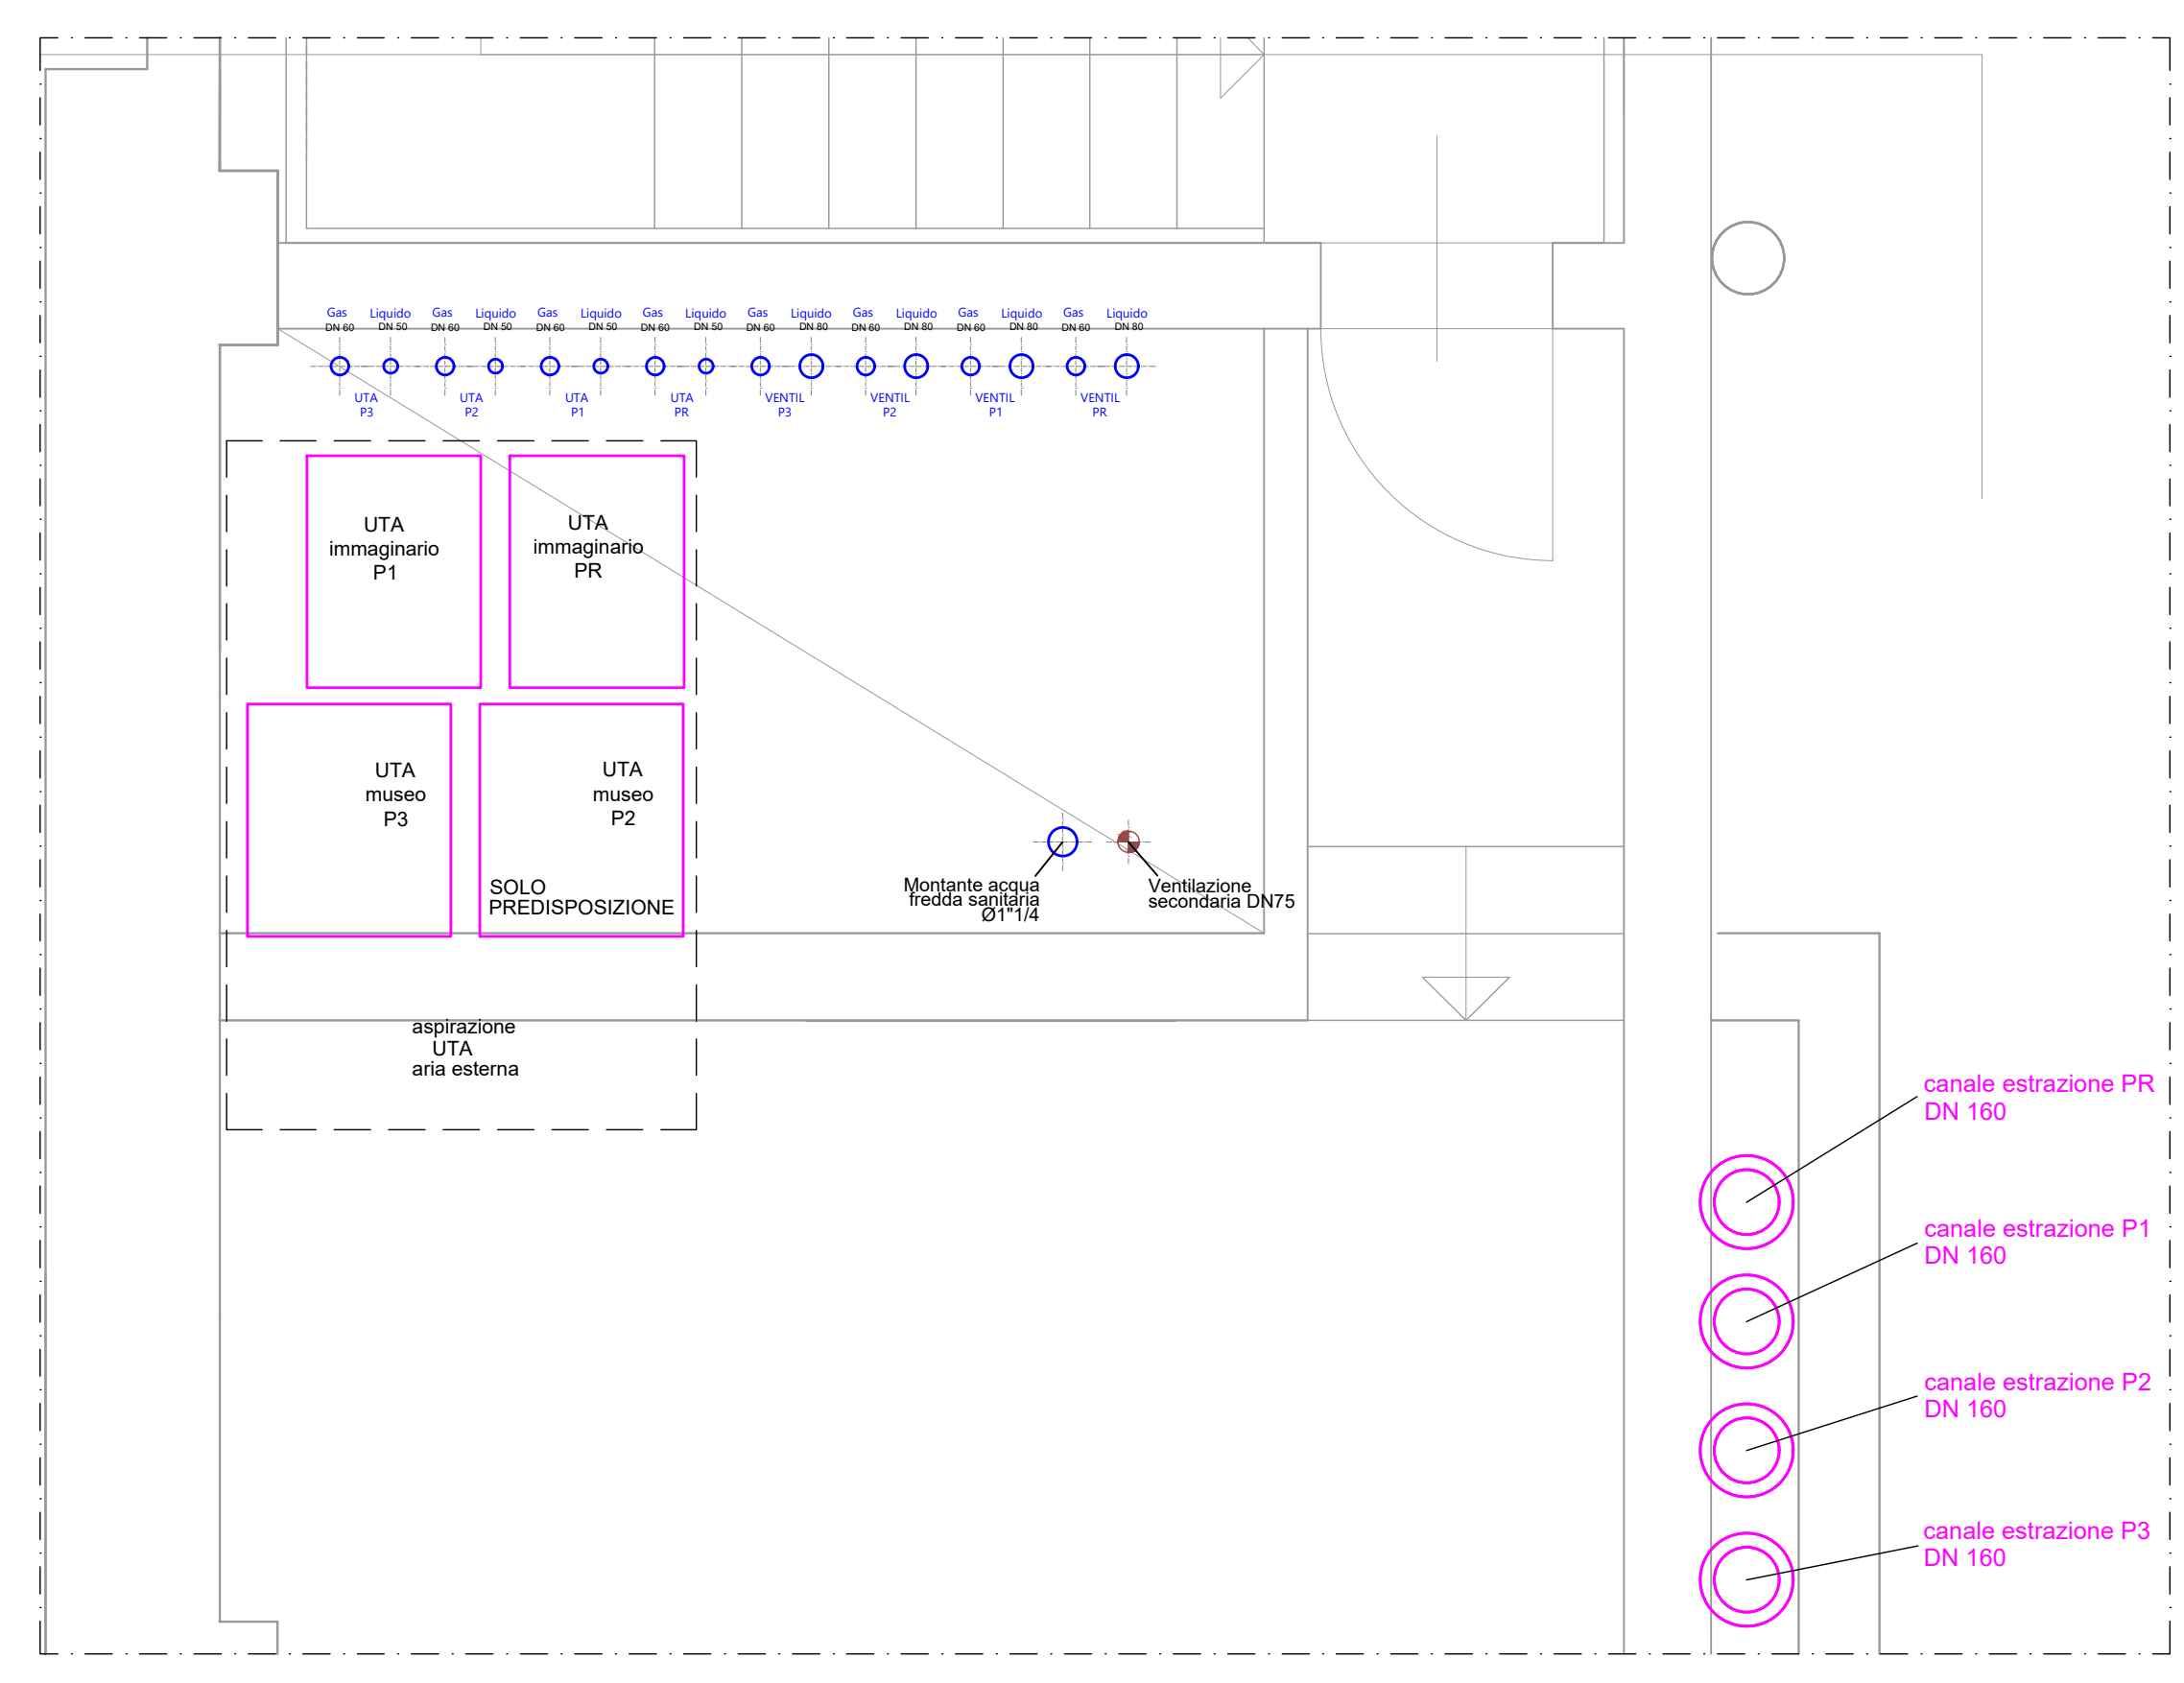 Gas Liquido Gas Liquido Gas Liquido Gas Liquido Gas Liquido Gas Liquido Gas Liquido Gas Liquido
DN 60 DN 50 DN 60 DN 50 DN 60 DN 50 DN 60 DN 50 DN 60 DN 80 DN 60 DN 80 DN 60 DN 80 DN 60 DN 80
UTA UTA UTA UTA VENTIL VENTIL VENTIL VENTIL
P3 P2 P1 PR P3 P2 P1 PR
UTA
immaginario
P1
UTA
immaginario
PR
UTA
museo
P3
UTA
museo
P2
SOLO
PREDISPOSIZIONE
Montante acqua
fredda sanitaria
Ø1"1/4
Ventilazione
secondaria DN75
aspirazione
UTA
aria esterna
canale estrazione PR
DN 160
canale estrazione P1
DN 160
canale estrazione P2
DN 160
canale estrazione P3
DN 160